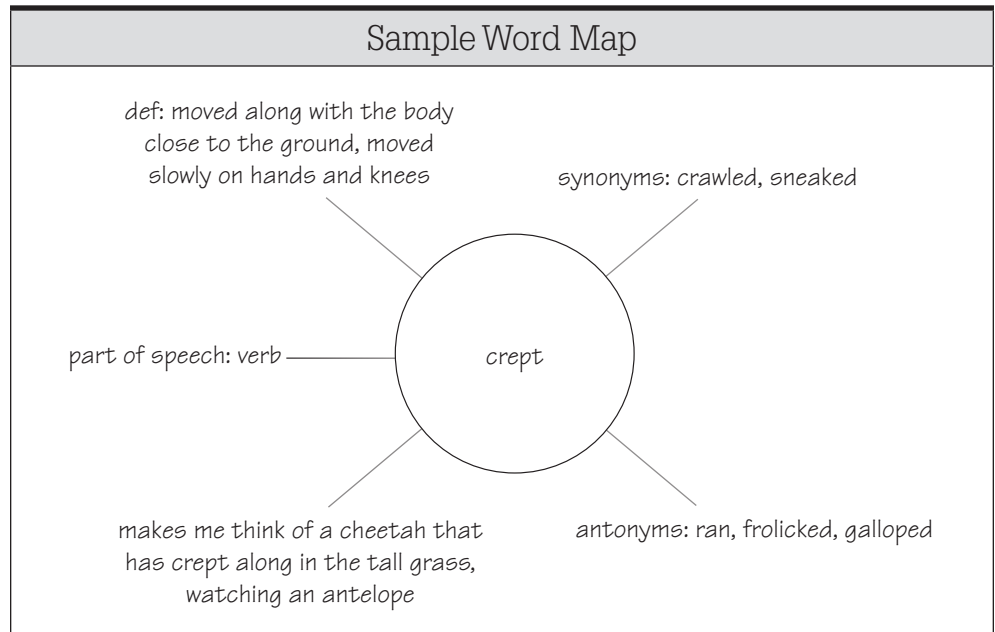 Sample Word Map
def: moved along with the body
close to the ground, moved
slowly on hands and knees
synonyms: crawled, sneaked
part of speech: verb
crept
makes me think of a cheetah that
has crept along in the tall grass,
watching an antelope
antonyms: ran, frolicked, galloped